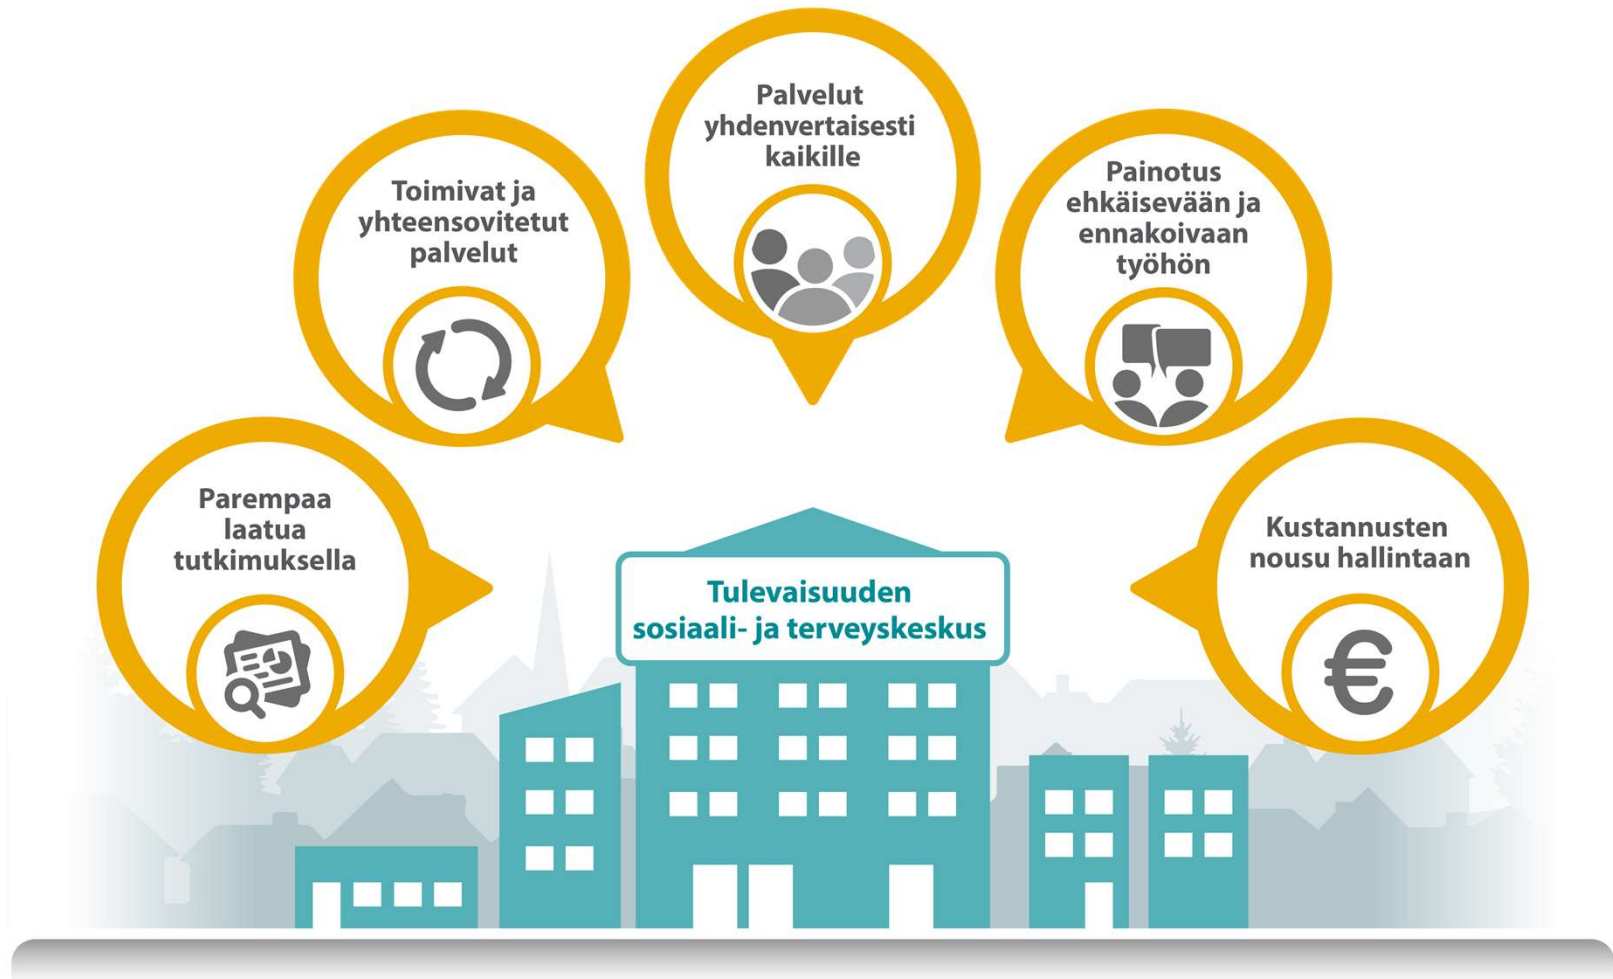 Palvelut
yhdenvertaisesti
kaikille
Toimivat ja
yhteensovitetut
palvelut
Painotus
ehkäisevään ja
ennakoivaan
työhön
Parempaa
laatua
tutkimuksella
Kustannusten
nousu hallintaan
€
Tulevaisuuden
sosiaali- ja terveyskeskus